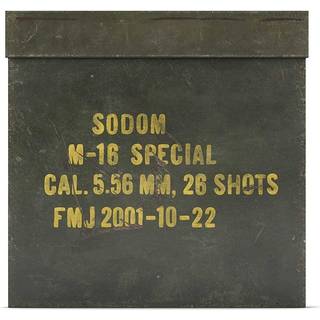 SODOM
M-16 SPECIAL
CAL. 5.56 MM, 26 SHOTS
FMJ 2001-10-22